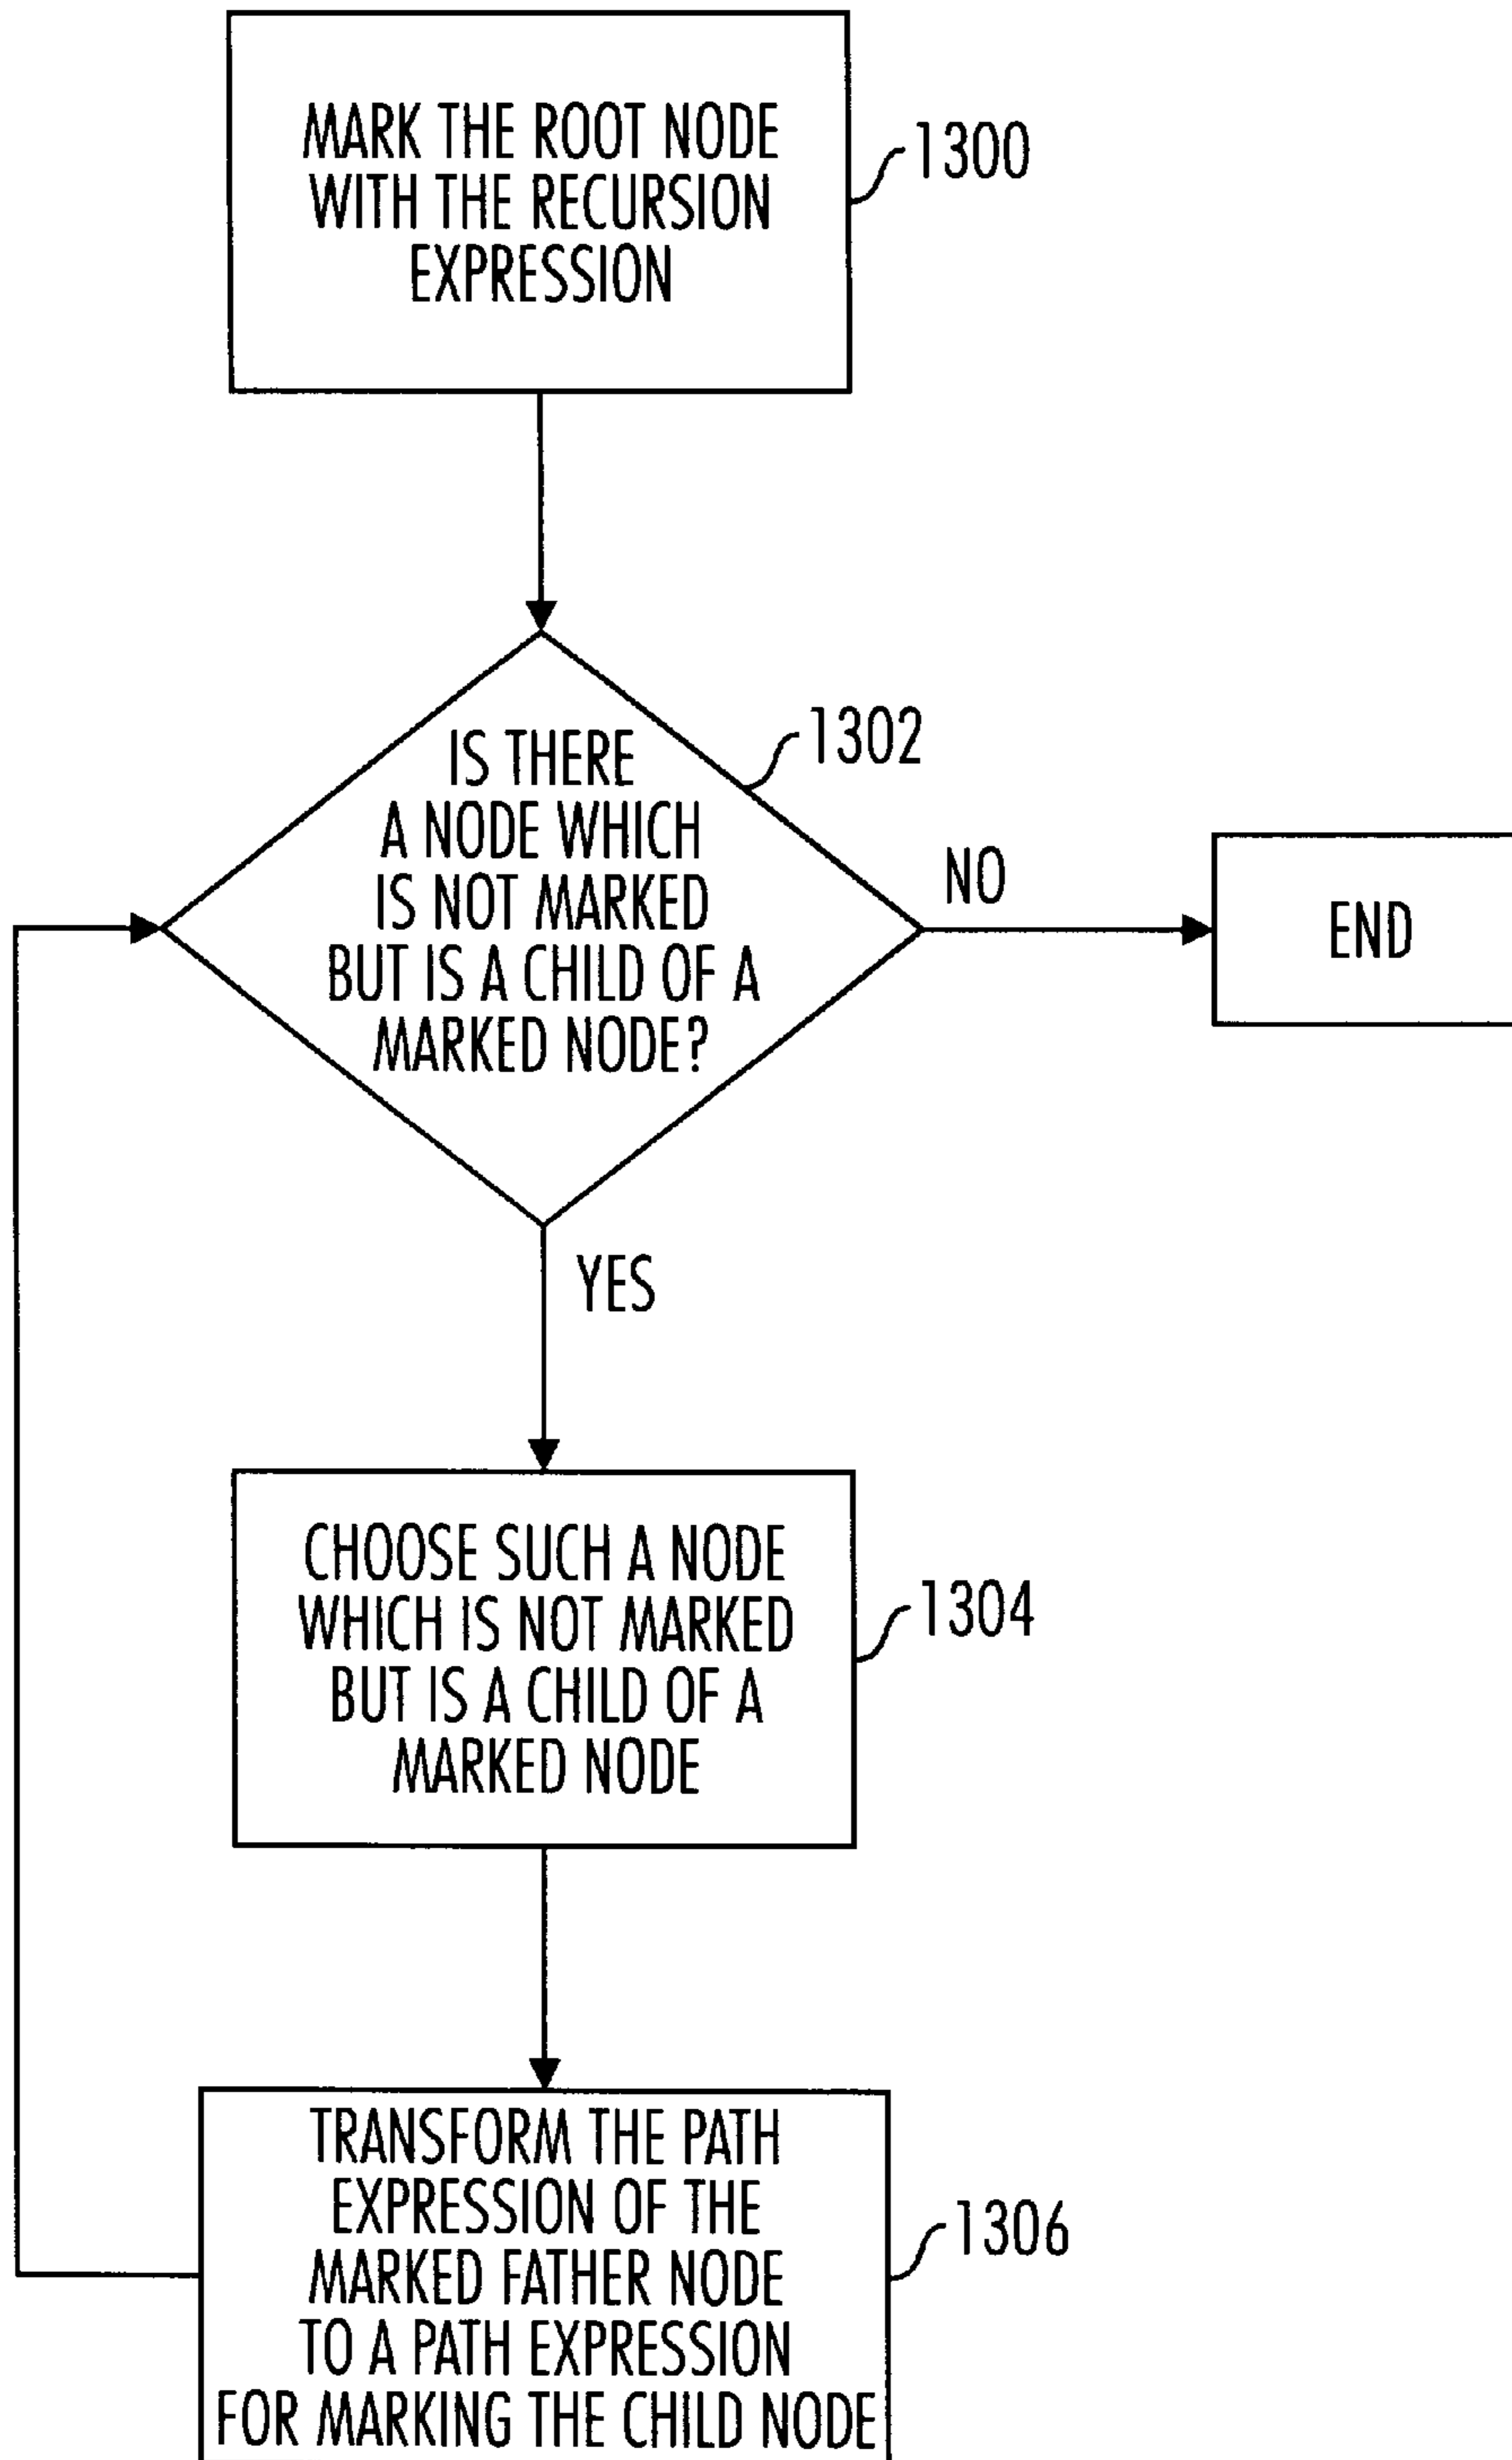 MARK THE ROOT NODE
WITH THE RECURSION
EXPRESSION
1300
IS THERE
A NODE WHICH
IS NOT MARKED
BUT IS A CHILD OF A
MARKED NODE?
1302
NO
END
YES
CHOOSE SUCH A NODE
WHICH IS NOT MARKED
BUT IS A CHILD OF A
MARKED NODE
1304
TRANSFORM THE PATH
EXPRESSION OF THE
MARKED FATHER NODE
TO A PATH EXPRESSION
FOR MARKING THE CHILD NODE
1306